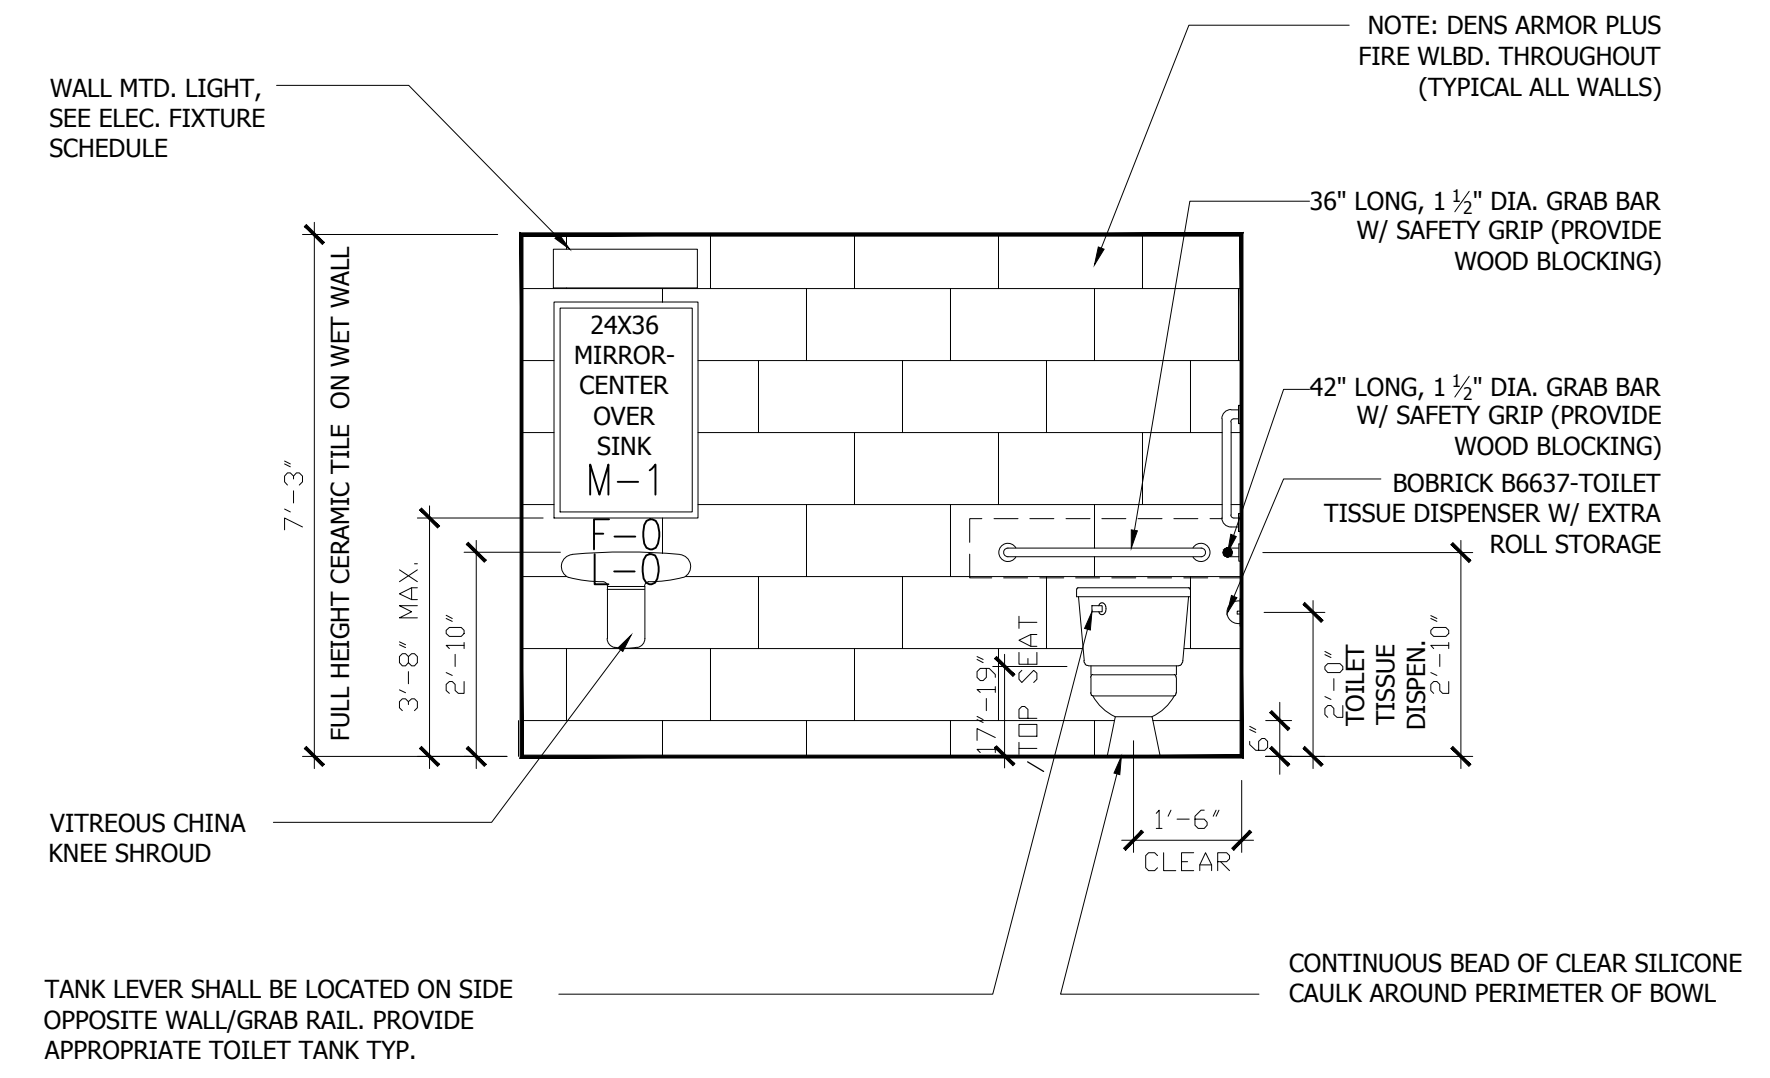 NOTE: DENS ARMOR PLUS
FIRE WLBD. THROUGHOUT
(TYPICAL ALL WALLS)
WALL MTD. LIGHT,
SEE ELEC. FIXTURE
SCHEDULE
36" LONG, 1 ½" DIA. GRAB BAR
W/ SAFETY GRIP (PROVIDE
WOOD BLOCKING)
42" LONG, 1 ½" DIA. GRAB BAR
W/ SAFETY GRIP (PROVIDE
WOOD BLOCKING)
BOBRICK B6637-TOILET
TISSUE DISPENSER W/ EXTRA
ROLL STORAGE
7'-3"
FULL HEIGHT CERAMIC TILE ON WET WALL
3'-8" MAX.
2'-10"
24X36
MIRROR-
CENTER
OVER
SINK
M-1
17"-19"
/TOP SEAT
6"
2'-0"
TOILET
TISSUE
DISPEN.
2'-10"
1'-6"
CLEAR
VITREOUS CHINA
KNEE SHROUD
TANK LEVER SHALL BE LOCATED ON SIDE
OPPOSITE WALL/GRAB RAIL. PROVIDE
APPROPRIATE TOILET TANK TYP.
CONTINUOUS BEAD OF CLEAR SILICONE
CAULK AROUND PERIMETER OF BOWL